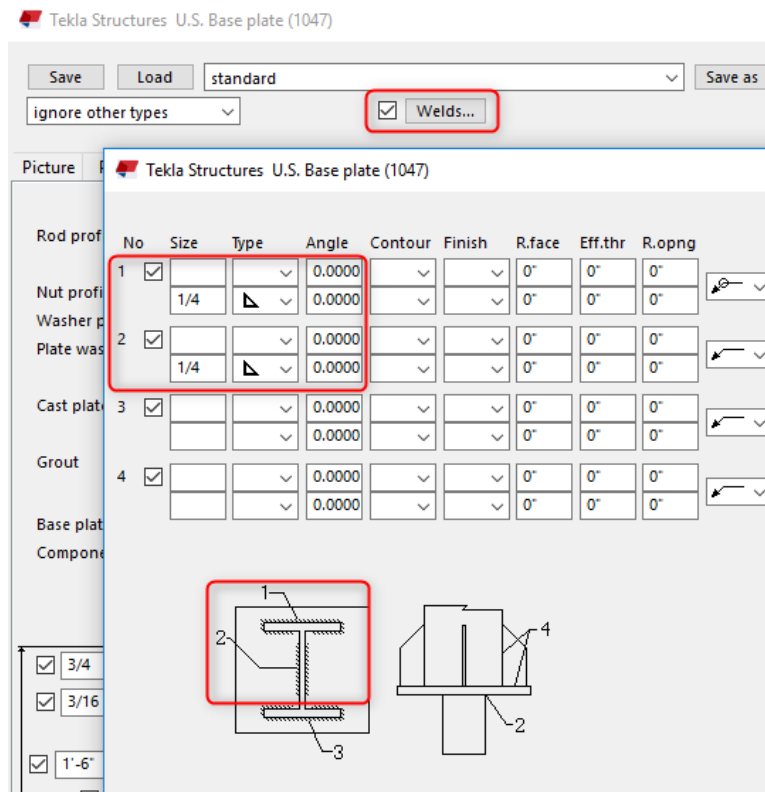 Tekla Structures U.S. Base plate (1047)
Save Load standard Save as
ignore other types Welds...
Picture
Tekla Structures U.S. Base plate (1047)
Rod prof
Nut profi
Washer p
Plate was
Cast plat
Grout
Base plat
Compone
3/4
3/16
1'-6"
No Size Type Angle Contour Finish R.face Eff.thr R.opng
1 0.0000 0" 0" 0"
1/4 0.0000 0" 0" 0"
2 0.0000 0" 0" 0"
1/4 0.0000 0" 0" 0"
3 0.0000 0" 0" 0"
0.0000 0" 0" 0"
4 0.0000 0" 0" 0"
0.0000 0" 0" 0"
1
2
3
4
2